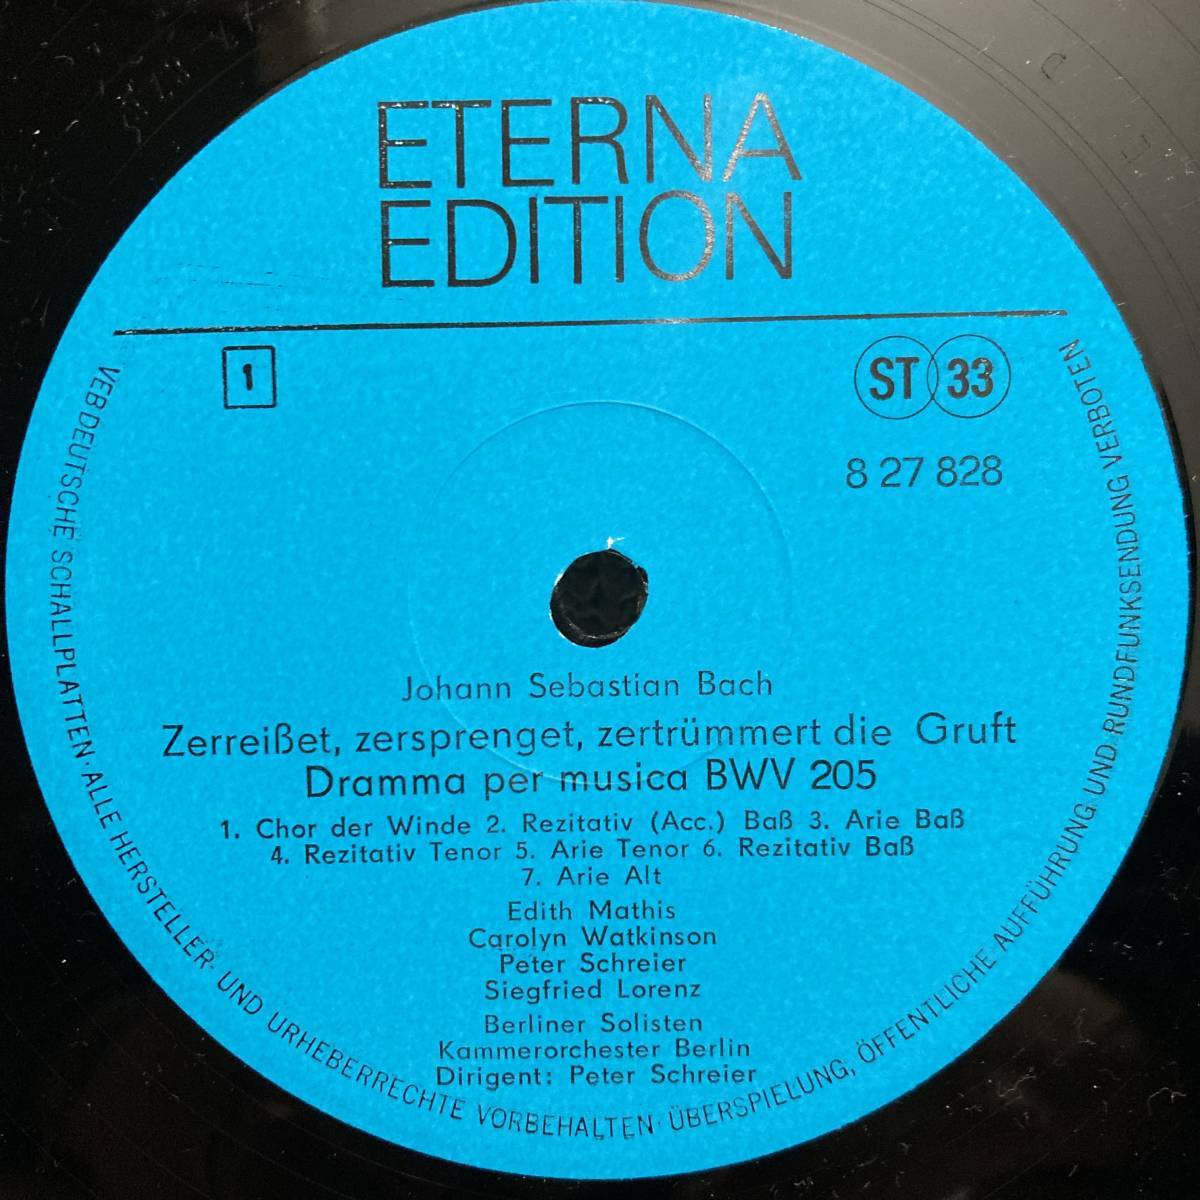 ETERNA
EDITION
1
ST 33
8 27 828
Johann Sebastian Bach
Zerreißet, zersprenget, zertrümmert die Gruft
Dramma per musica BWV 205
1. Chor der Winde 2. Rezitativ (Acc.) Baß 3. Arie Baß
4. Rezitativ Tenor 5. Arie Tenor 6. Rezitativ Baß
7. Arie Alt
Edith Mathis
Carolyn Watkinson
Peter Schreier
Siegfried Lorenz
Berliner Solisten
Kammerorchester Berlin
Dirigent: Peter Schreier
VEB DEUTSCHE SCHALLPLATTEN · ALLE HERSTELLER- UND URHEBERRECHTE VORBEHALTEN · ÜBERSPIELUNG, ÖFFENTLICHE AUFFÜHRUNG UND RUNDFUNKSENDUNG VERBOTEN